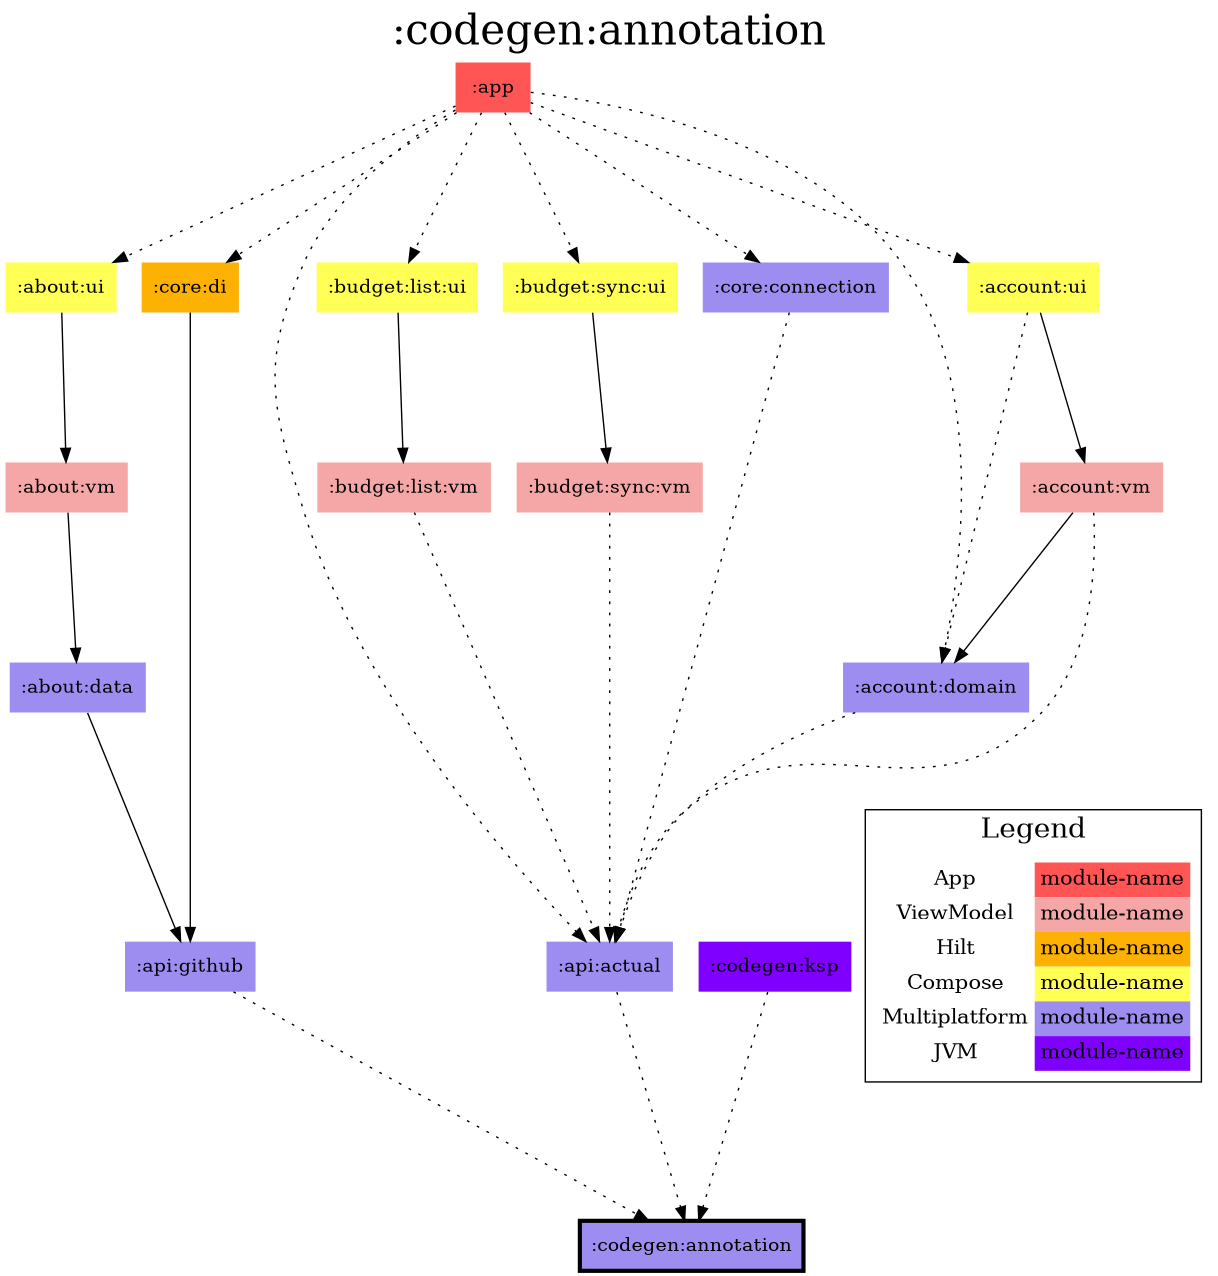 :codegen:annotation
:app
:about:ui
:core:di
:budget:list:ui
:budget:sync:ui
:core:connection
:account:ui
:about:vm
:budget:list:vm
:budget:sync:vm
:account:vm
:about:data
:account:domain
Legend
App module-name
ViewModel module-name
Hilt module-name
Compose module-name
Multiplatform module-name
JVM module-name
:api:github
:api:actual
:codegen:ksp
:codegen:annotation